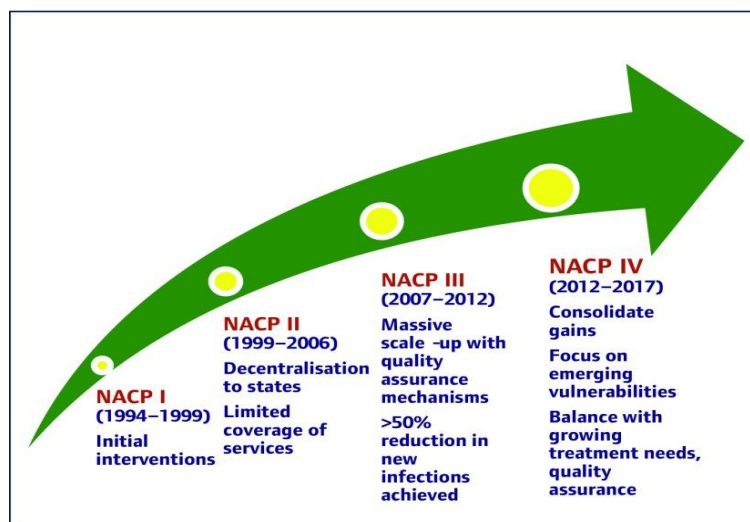 NACP I
(1994–1999)
Initial
interventions
NACP II
(1999–2006)
Decentralisation
to states
Limited
coverage of
services
NACP III
(2007–2012)
Massive
scale -up with
quality
assurance
mechanisms
>50%
reduction in
new
infections
achieved
NACP IV
(2012–2017)
Consolidate
gains
Focus on
emerging
vulnerabilities
Balance with
growing
treatment needs,
quality
assurance